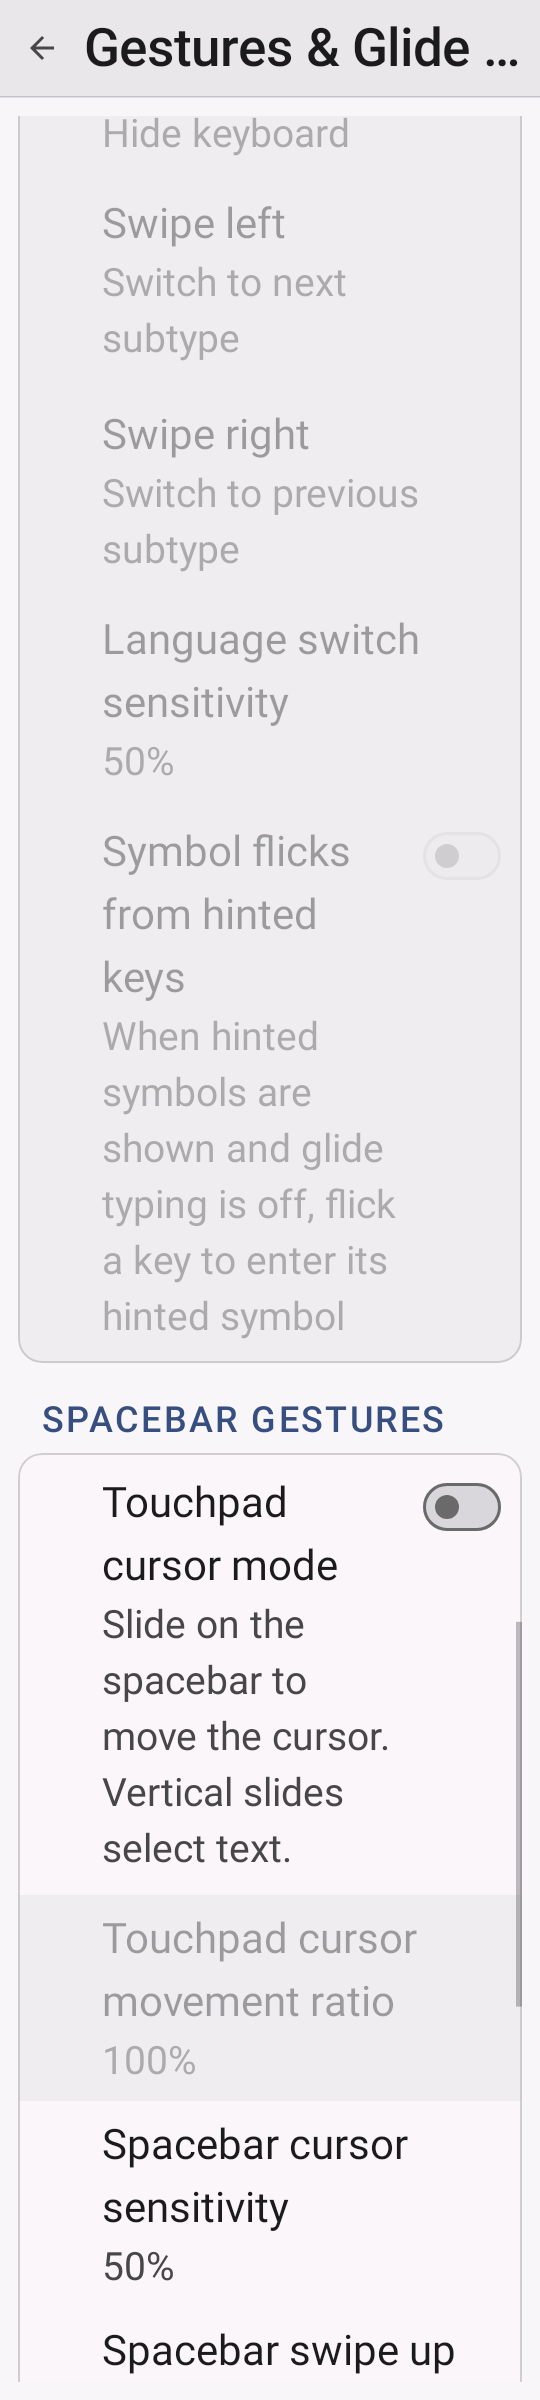 Gestures & Glide ...
Hide keyboard
Swipe left
Switch to next
subtype
Swipe right
Switch to previous
subtype
Language switch
sensitivity
50%
Symbol flicks
from hinted
keys
When hinted
symbols are
shown and glide
typing is off, flick
a key to enter its
hinted symbol
SPACEBAR GESTURES
Touchpad
cursor mode
Slide on the
spacebar to
move the cursor.
Vertical slides
select text.
Touchpad cursor
movement ratio
100%
Spacebar cursor
sensitivity
50%
Spacebar swipe up